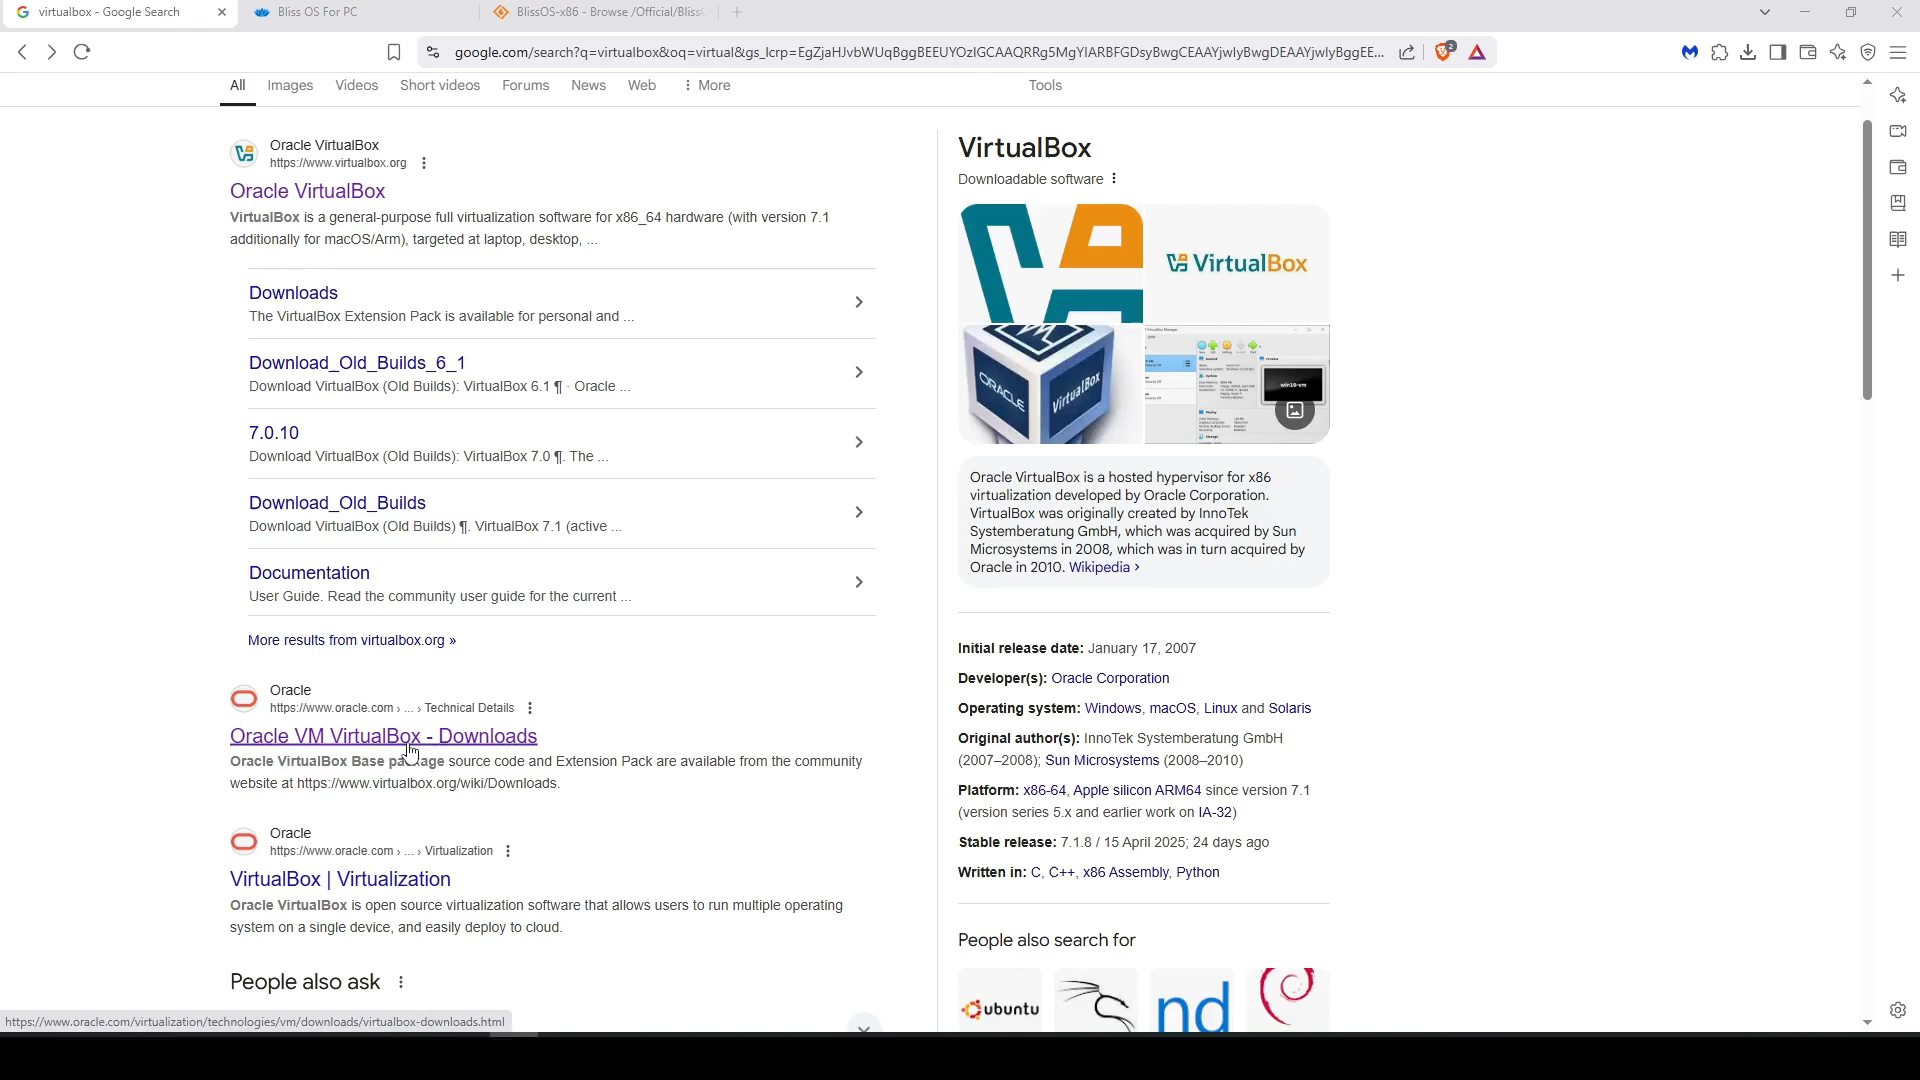 virtualbox - Google Search
Bliss OS For PC
BlissOS-x86 - Browse /Official/Bliss
google.com/search?q=virtualbox&oq=virtual&gs_lcrp=EgZjaHJvbWUqBggBEEUYOzIGCAAQRRg5MgYIARBFGDsyBwgCEAAYjwIyBwgDEAAYjwIyBggEE...
2
All
Images
Videos
Short videos
Forums
News
Web
More
Tools
Oracle VirtualBox
https://www.virtualbox.org
Oracle VirtualBox
VirtualBox is a general-purpose full virtualization software for x86_64 hardware (with version 7.1
additionally for macOS/Arm), targeted at laptop, desktop, ...
Downloads
The VirtualBox Extension Pack is available for personal and ...
Download_Old_Builds_6_1
Download VirtualBox (Old Builds): VirtualBox 6.1 ¶ · Oracle ...
7.0.10
Download VirtualBox (Old Builds): VirtualBox 7.0 ¶. The ...
Download_Old_Builds
Download VirtualBox (Old Builds) ¶. VirtualBox 7.1 (active ...
Documentation
User Guide. Read the community user guide for the current ...
More results from virtualbox.org »
Oracle
https://www.oracle.com › ... › Technical Details
Oracle VM VirtualBox - Downloads
Oracle VirtualBox Base package source code and Extension Pack are available from the community
website at https://www.virtualbox.org/wiki/Downloads.
Oracle
https://www.oracle.com › ... › Virtualization
VirtualBox | Virtualization
Oracle VirtualBox is open source virtualization software that allows users to run multiple operating
system on a single device, and easily deploy to cloud.
People also ask
https://www.oracle.com/virtualization/technologies/vm/downloads/virtualbox-downloads.html
VirtualBox
Downloadable software
VirtualBox
ORACLE
VirtualBox
win10-vm
Oracle VirtualBox is a hosted hypervisor for x86
virtualization developed by Oracle Corporation.
VirtualBox was originally created by InnoTek
Systemberatung GmbH, which was acquired by Sun
Microsystems in 2008, which was in turn acquired by
Oracle in 2010. Wikipedia ›
Initial release date: January 17, 2007
Developer(s): Oracle Corporation
Operating system: Windows, macOS, Linux and Solaris
Original author(s): InnoTek Systemberatung GmbH
(2007–2008); Sun Microsystems (2008–2010)
Platform: x86-64, Apple silicon ARM64 since version 7.1
(version series 5.x and earlier work on IA-32)
Stable release: 7.1.8 / 15 April 2025; 24 days ago
Written in: C, C++, x86 Assembly, Python
People also search for
ubuntu
nd